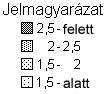 Jelmagyarázat
2,5- felett
2 - 2,5
1,5- 2
1,5- alatt